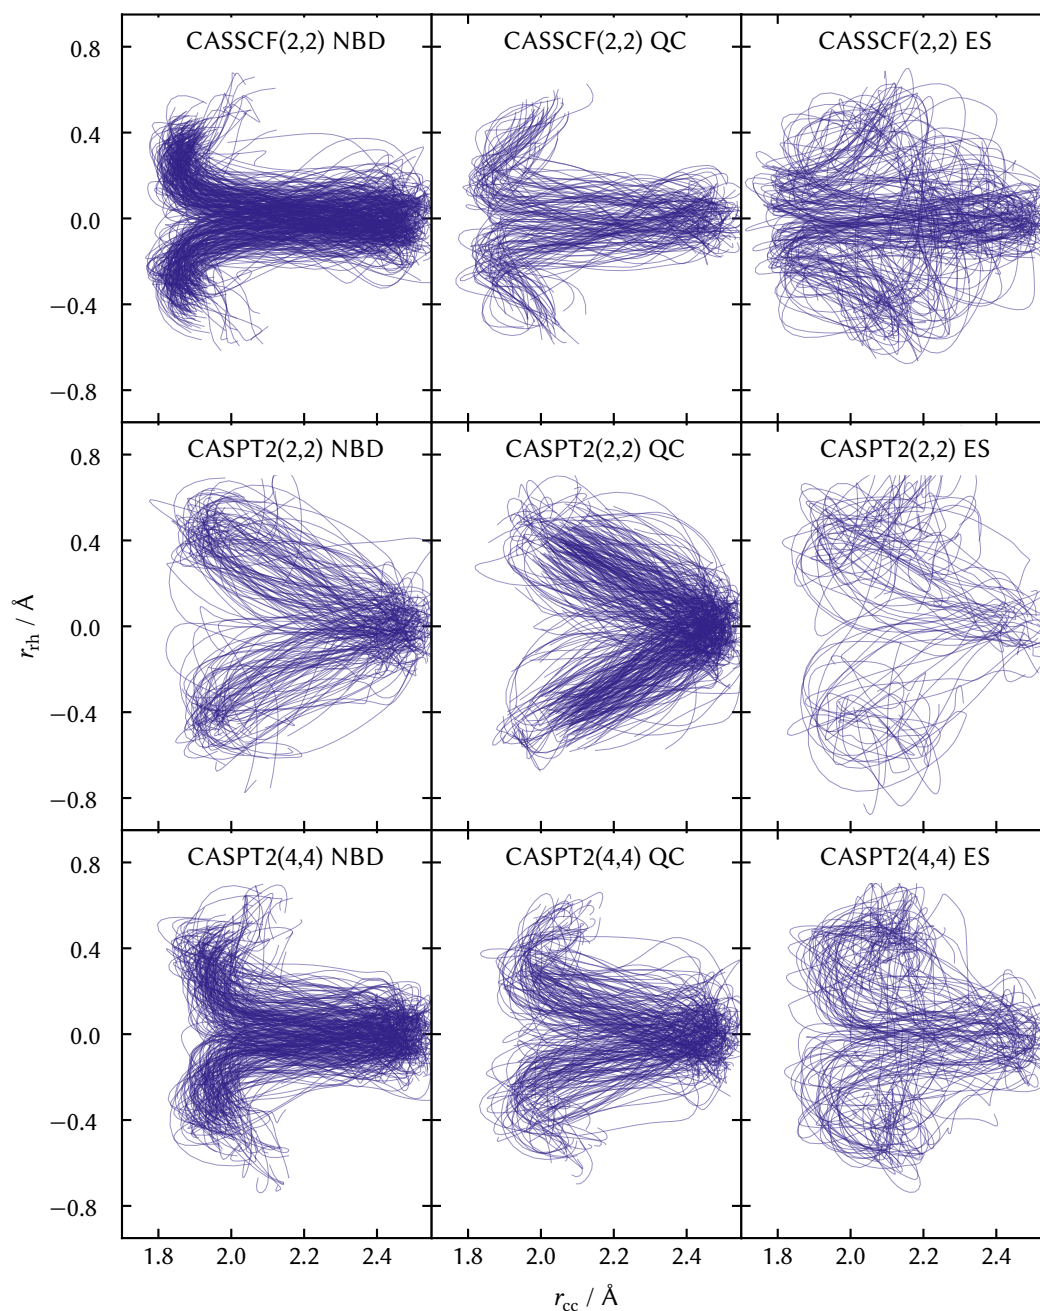 CASSCF(2,2) NBD
CASSCF(2,2) QC
CASSCF(2,2) ES
0.8
0.4
0.0
−0.4
−0.8
CASPT2(2,2) NBD
CASPT2(2,2) QC
CASPT2(2,2) ES
0.8
0.4
0.0
−0.4
−0.8
r_rh / Å
CASPT2(4,4) NBD
CASPT2(4,4) QC
CASPT2(4,4) ES
0.8
0.4
0.0
−0.4
−0.8
1.8 2.0 2.2 2.4
1.8 2.0 2.2 2.4
1.8 2.0 2.2 2.4
r_cc / Å